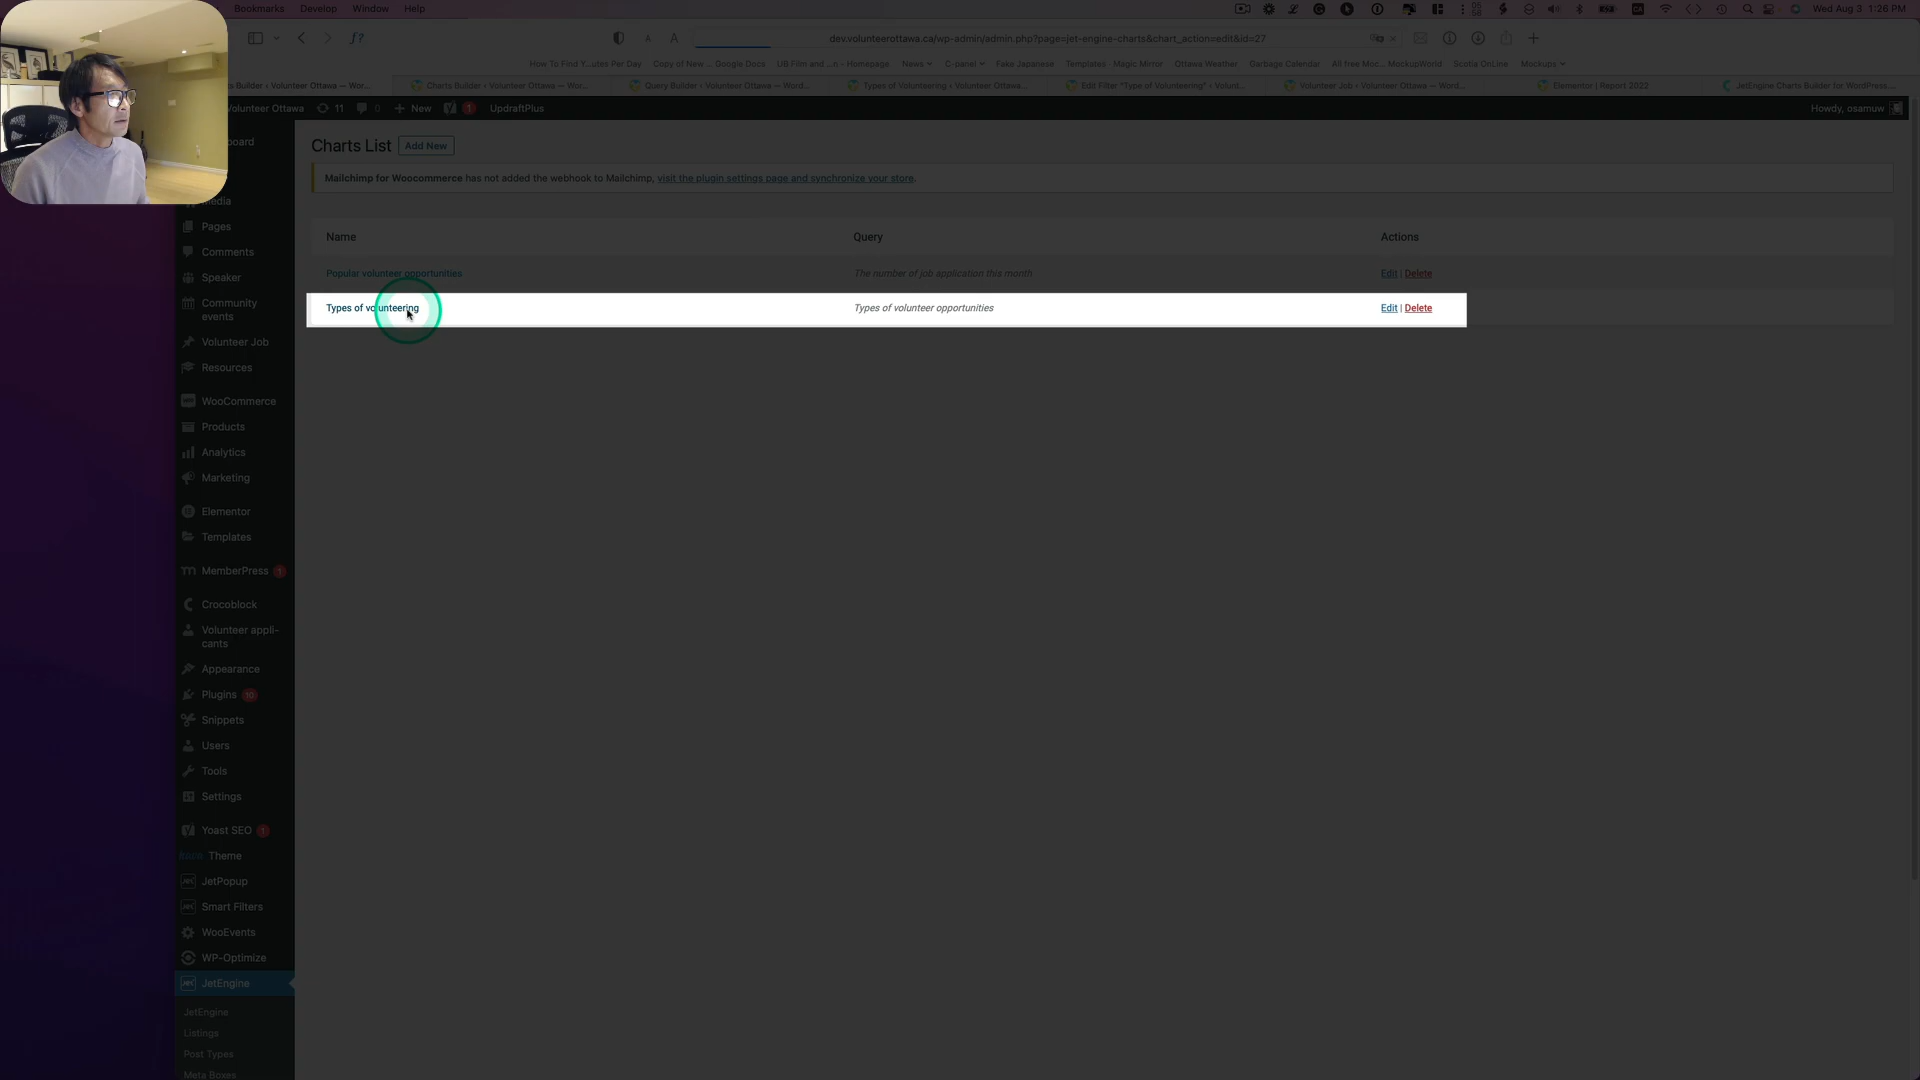 Bookmarks Develop Window Help
Wed Aug 3 1:26 PM
dev.volunteerottawa.ca/wp-admin/admin.php?page=jet-engine-charts&chart_action=edit&id=27
How To Find Y...utes Per Day Copy of New ... Google Docs UB Film and ...n - Homepage News C-panel Fake Japanese Templates Magic Mirror Ottawa Weather Garbage Calendar All free Moc... MockupWorld Scotia OnLine Mockups
s Builder ‹ Volunteer Ottawa — Wor... Charts Builder ‹ Volunteer Ottawa — Wor... Query Builder ‹ Volunteer Ottawa — Word... Types of Volunteering ‹ Volunteer Ottawa... Edit Filter "Type of Volunteering" ‹ Volunt... Volunteer Job ‹ Volunteer Ottawa — Word... Elementor | Report 2022 JetEngine Charts Builder for WordPress...
Volunteer Ottawa 11 0 New 1 UpdraftPlus Howdy, osamuw
board
Media
Pages
Comments
Speaker
Community
events
Volunteer Job
Resources
WooCommerce
Products
Analytics
Marketing
Elementor
Templates
MemberPress 1
Crocoblock
Volunteer appli-
cants
Appearance
Plugins 10
Snippets
Users
Tools
Settings
Yoast SEO 1
Theme
JetPopup
Smart Filters
WooEvents
WP-Optimize
JetEngine
JetEngine
Listings
Post Types
Meta Boxes
Charts List Add New
Mailchimp for Woocommerce has not added the webhook to Mailchimp, visit the plugin settings page and synchronize your store.
Name Query Actions
Popular volunteer opportunities The number of job application this month Edit | Delete
Types of volunteering Types of volunteer opportunities Edit | Delete